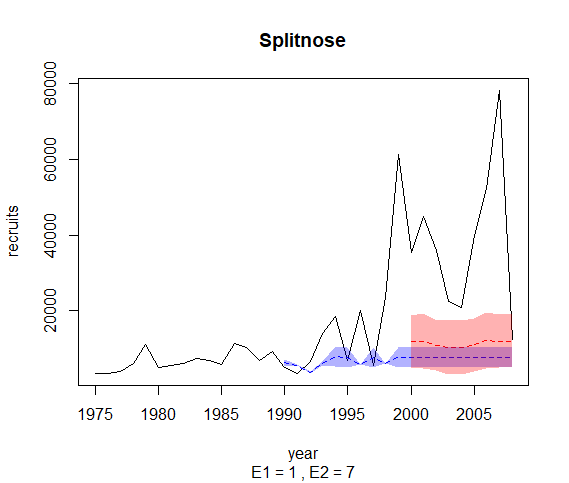 Splitnose
80000
60000
40000
20000
recruits
1975 1980 1985 1990 1995 2000 2005
year
E1 = 1 , E2 = 7